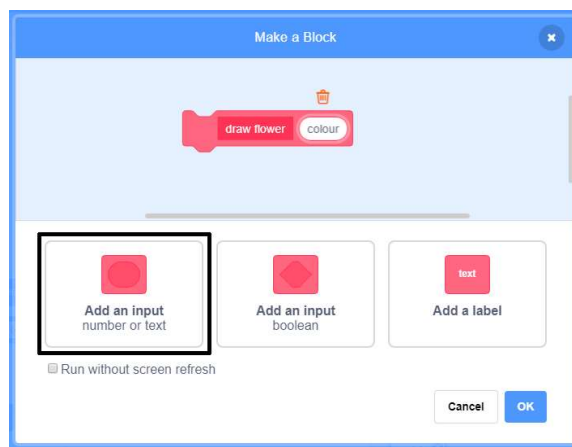 Make a Block
draw flower colour
text
Add an input
number or text
Add an input
boolean
Add a label
Run without screen refresh
Cancel OK